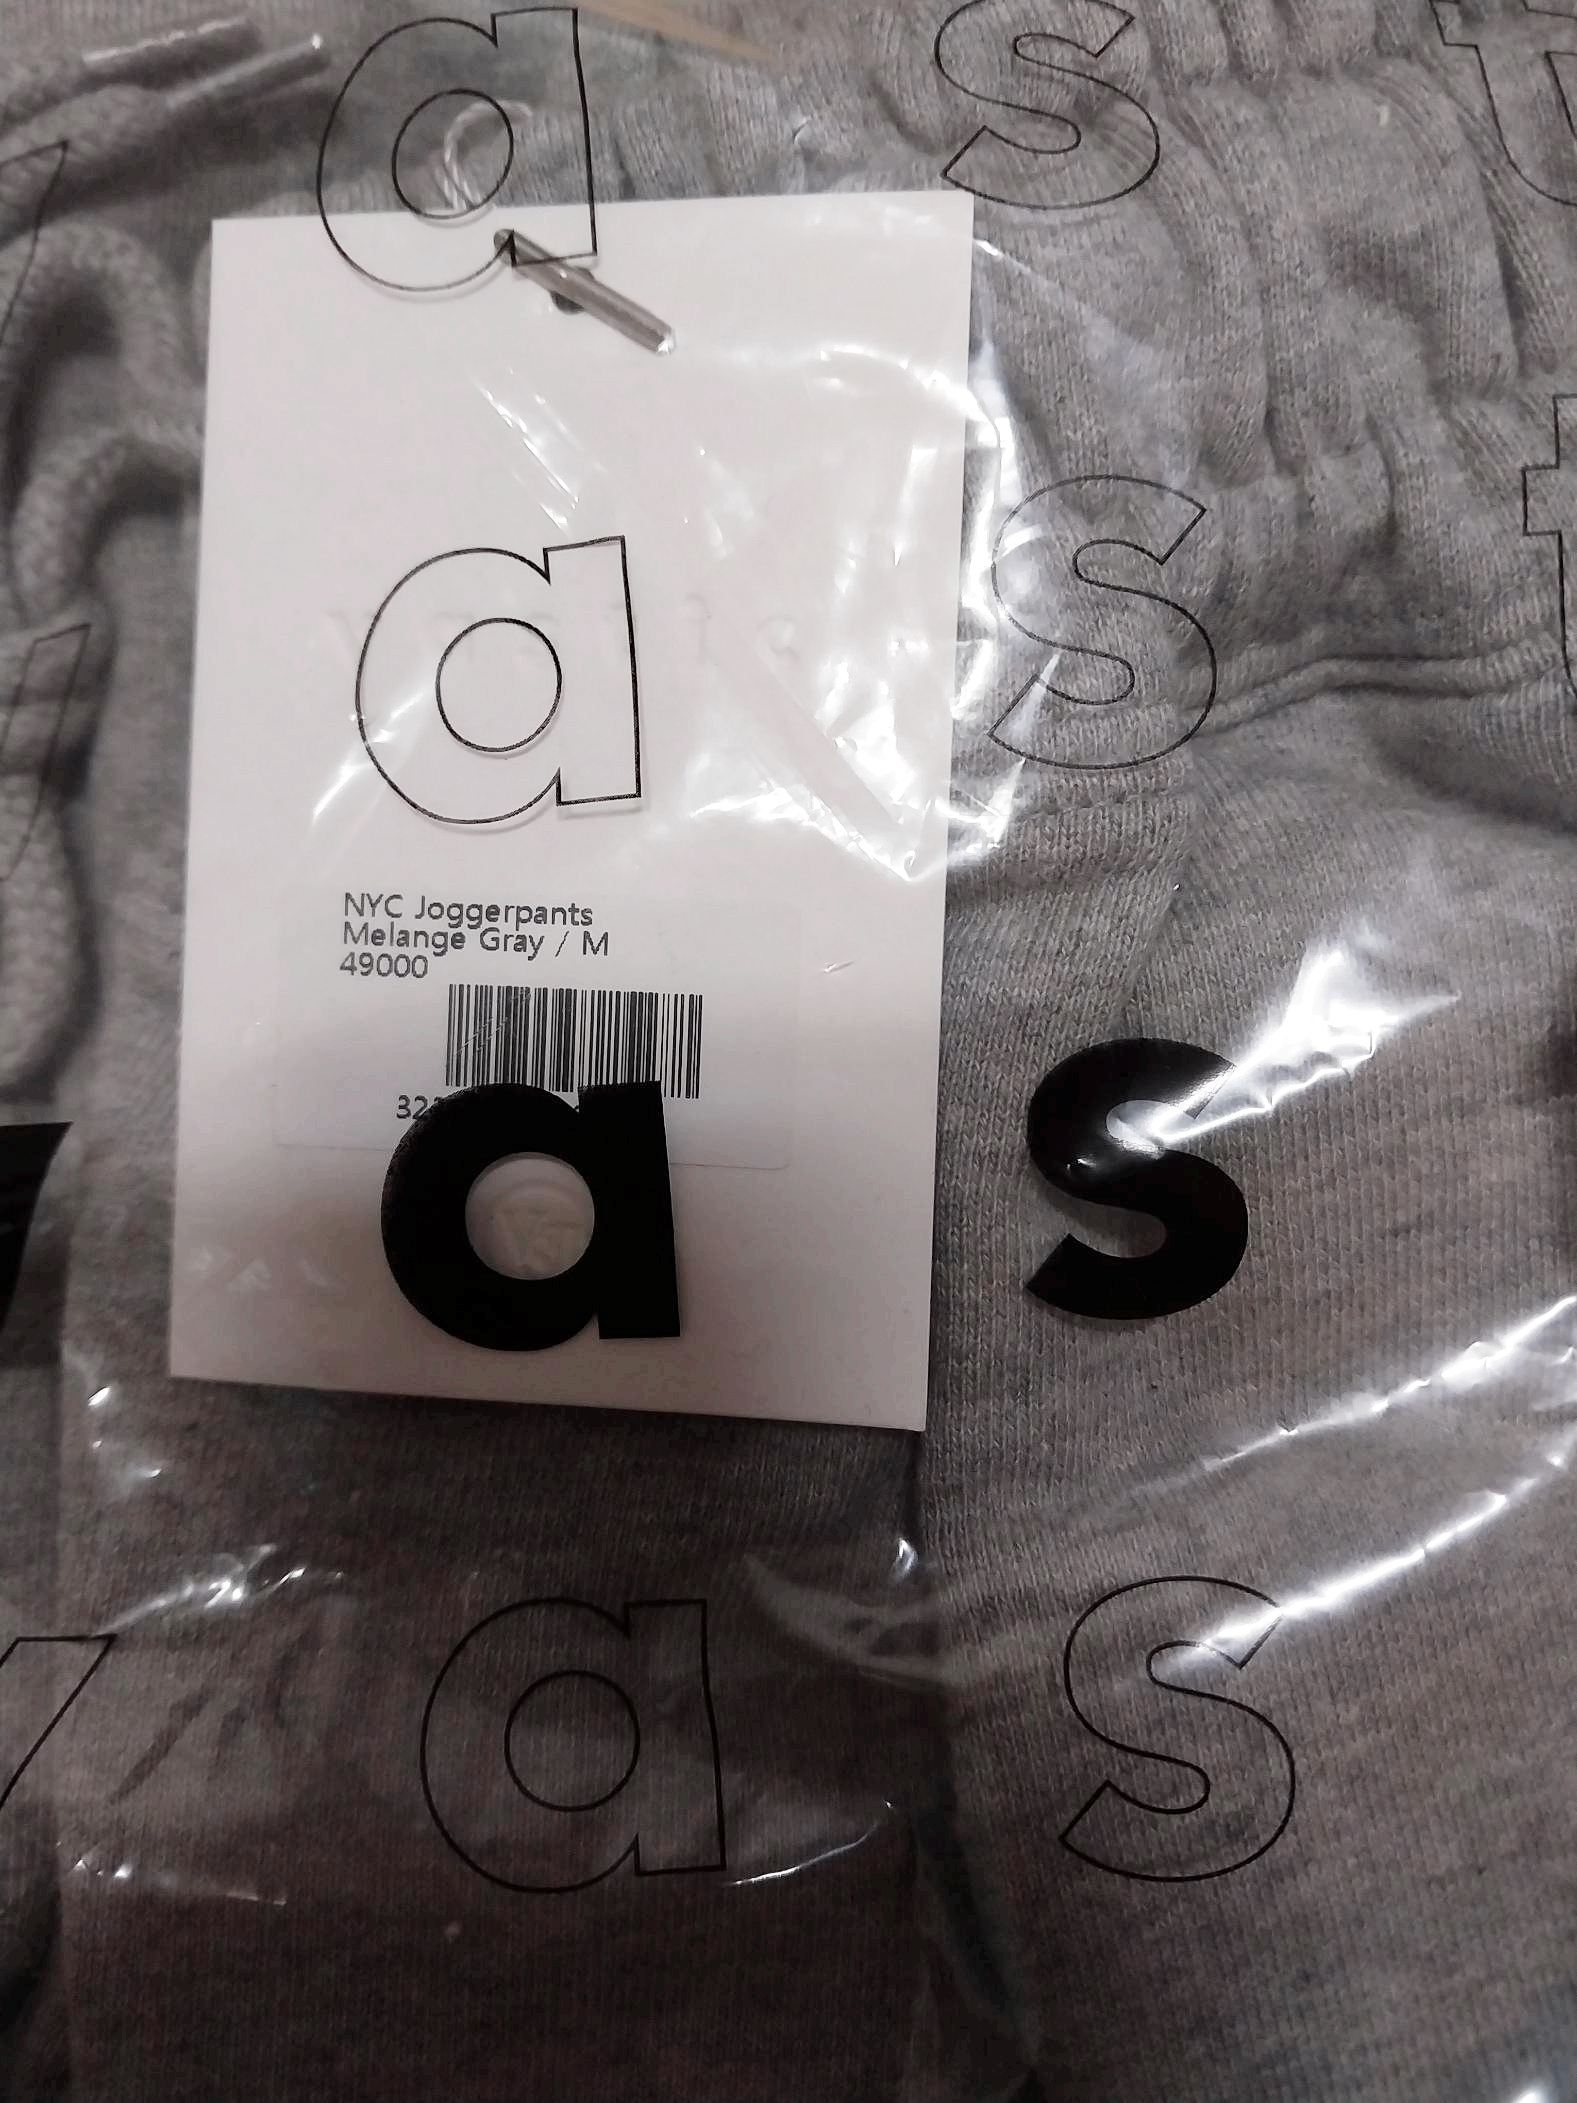 a s t
a s t
NYC Joggerpants
Melange Gray / M
49000
a s
a s